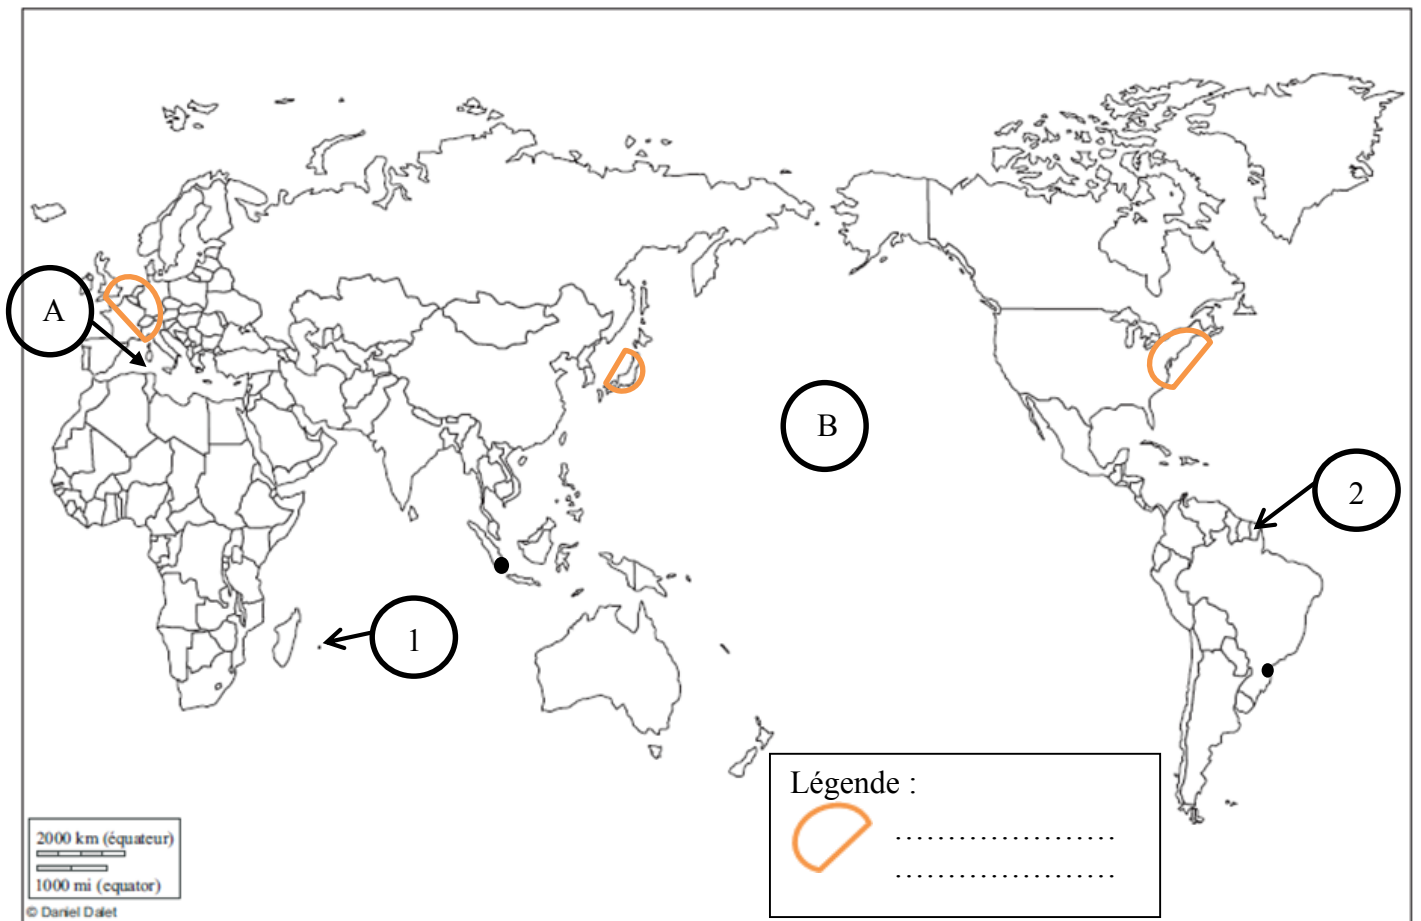 A
B
2
1
Légende :
......................
......................
2000 km (équateur)
1000 mi (equator)
© Daniel Dalet